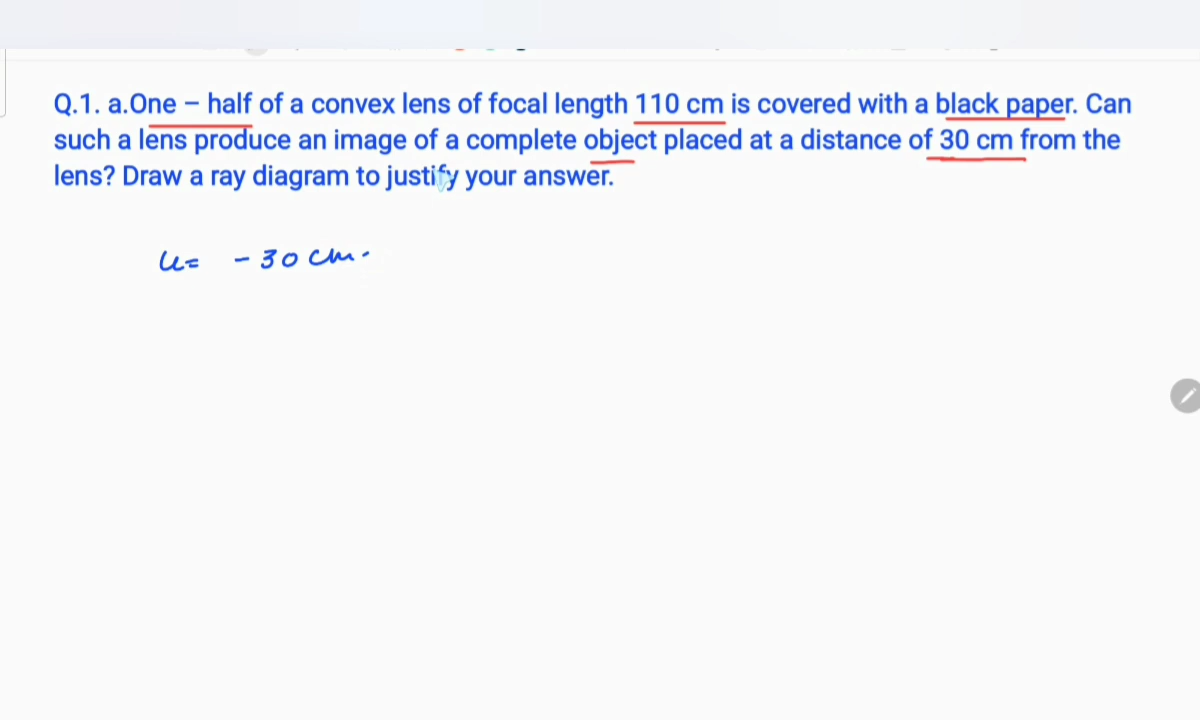 Q.1. a.One – half of a convex lens of focal length 110 cm is covered with a black paper. Can
such a lens produce an image of a complete object placed at a distance of 30 cm from the
lens? Draw a ray diagram to justify your answer.
u= - 30 cm.